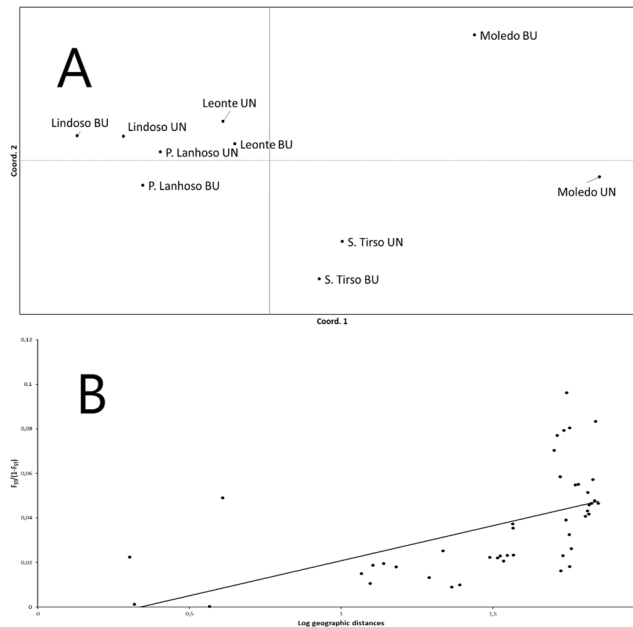 A
Moledo BU
Leonte UN
Lindoso BU
Lindoso UN
Leonte BU
P. Lanhoso UN
Coord. 2
P. Lanhoso BU
Moledo UN
S. Tirso UN
S. Tirso BU
Coord. 1
B
0,12
0,1
0,08
0,06
0,04
0,02
0
FST/(1-FST)
0
0,5
1
1,5
Log geographic distances